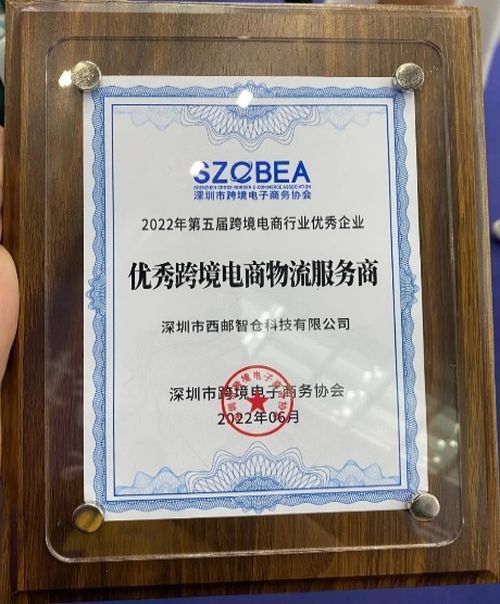 SZCBEA
SHENZHEN CROSS-BORDER E-COMMERCE ASSOCIATION
深圳市跨境电子商务协会
2022年第五届跨境电商行业优秀企业
优秀跨境电商物流服务商
深圳市西邮智仓科技有限公司
深圳市跨境电子商务协会
2022年06月